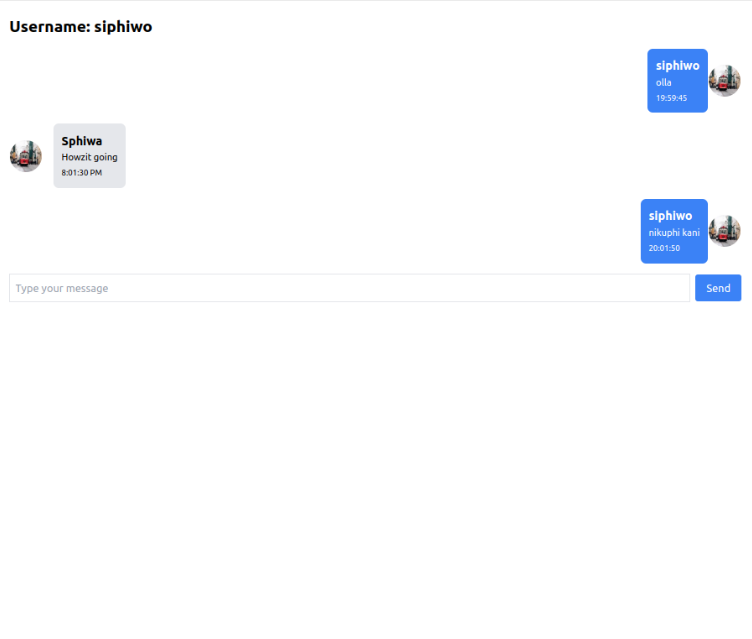 Username: siphiwo
siphiwo
olla
19:59:45
Sphiwa
Howzit going
8:01:30 PM
siphiwo
nikuphi kani
20:01:50
Type your message
Send